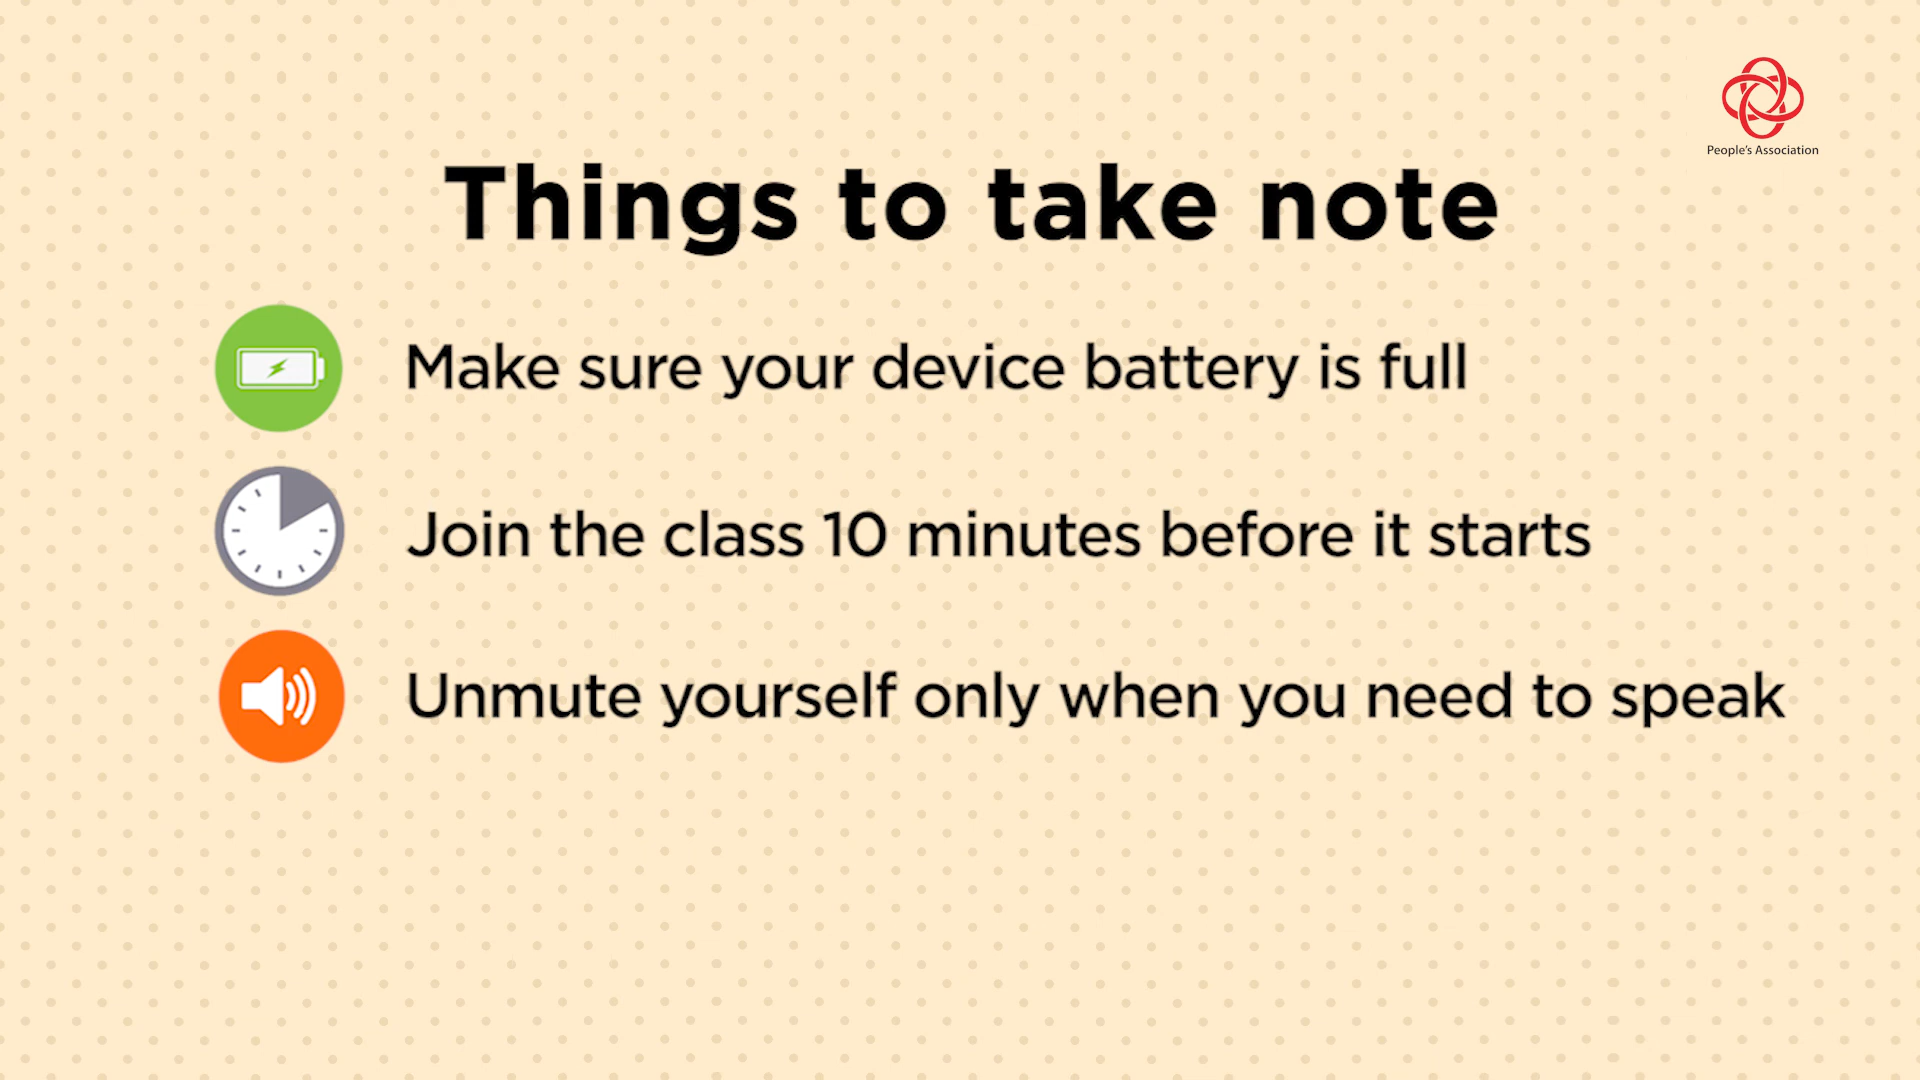 People's Association
Things to take note
Make sure your device battery is full
Join the class 10 minutes before it starts
Unmute yourself only when you need to speak